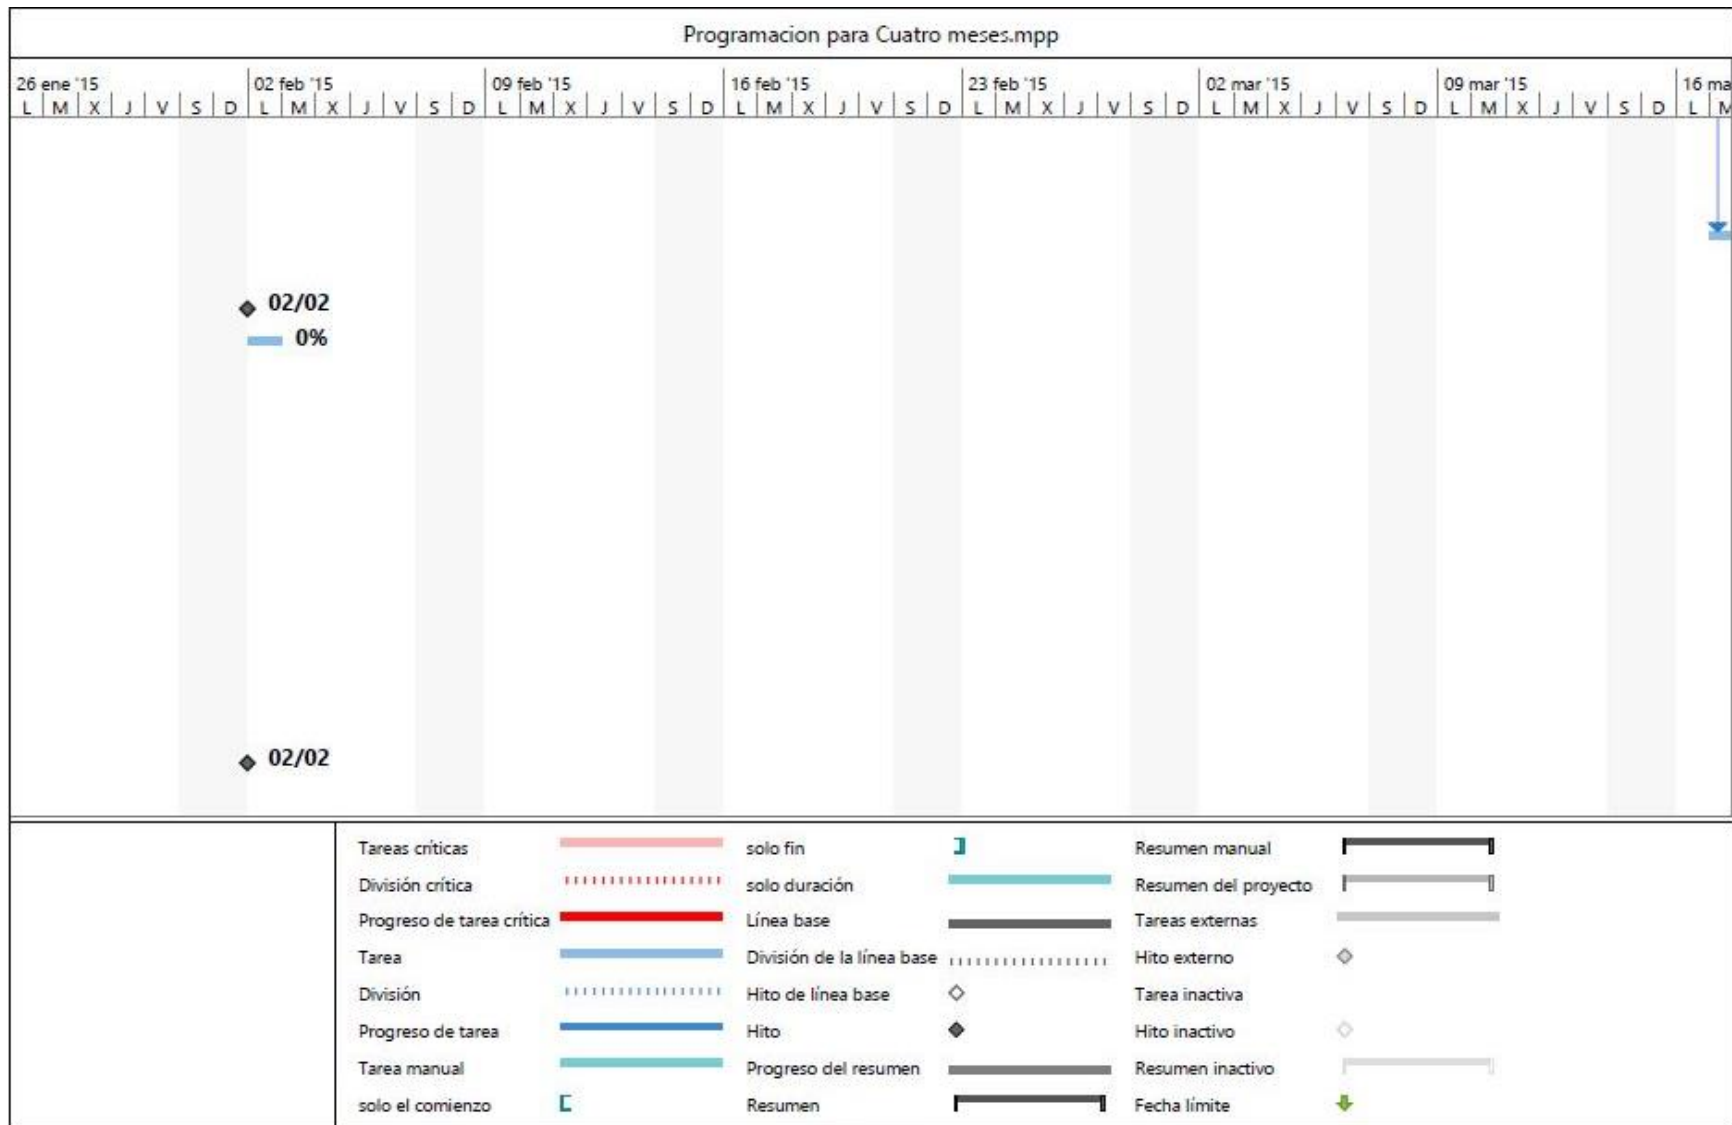 Programacion para Cuatro meses.mpp
26 ene '15 02 feb '15 09 feb '15 16 feb '15 23 feb '15 02 mar '15 09 mar '15 16 ma
L M X J V S D L M X J V S D L M X J V S D L M X J V S D L M X J V S D L M X J V S D L M X J V S D L M
02/02
0%
02/02
Tareas críticas solo fin Resumen manual
División crítica solo duración Resumen del proyecto
Progreso de tarea crítica Línea base Tareas externas
Tarea División de la línea base Hito externo
División Hito de línea base Tarea inactiva
Progreso de tarea Hito Hito inactivo
Tarea manual Progreso del resumen Resumen inactivo
solo el comienzo Resumen Fecha límite